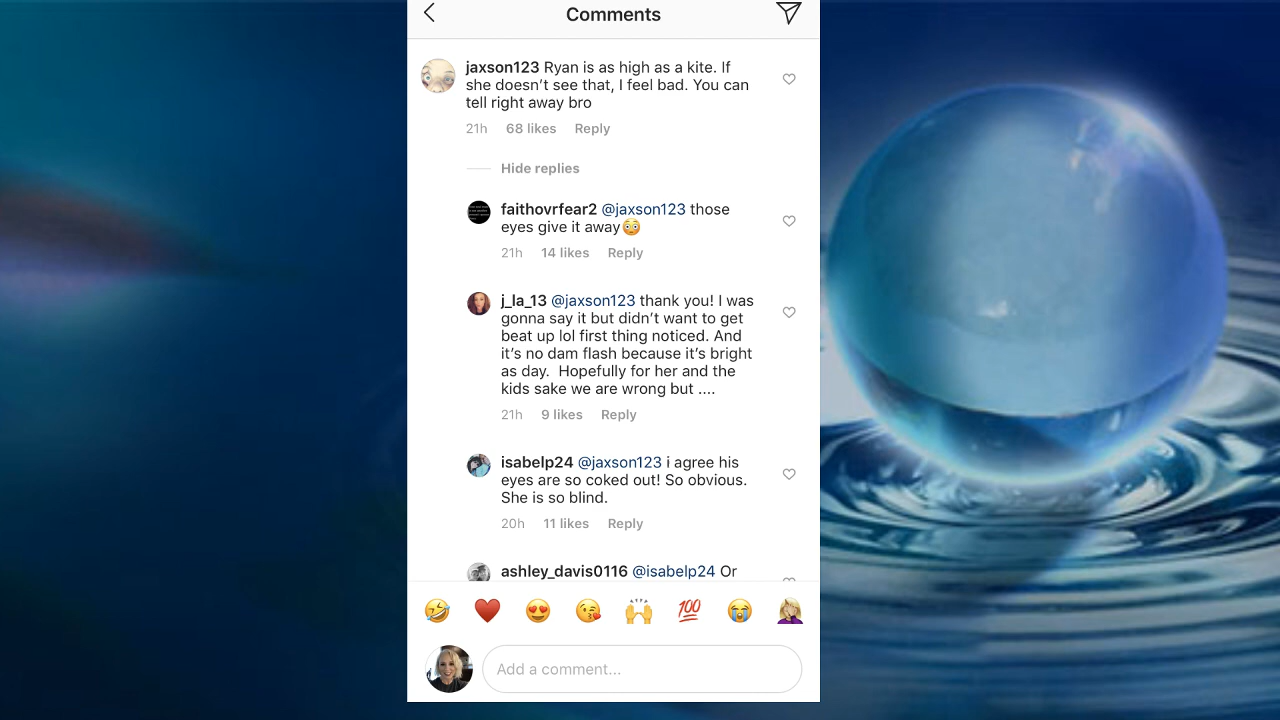 Comments
jaxson123 Ryan is as high as a kite. If
she doesn't see that, I feel bad. You can
tell right away bro
21h 68 likes Reply
Hide replies
faithovrfear2 @jaxson123 those
eyes give it away😳
21h 14 likes Reply
j_la_13 @jaxson123 thank you! I was
gonna say it but didn't want to get
beat up lol first thing noticed. And
it's no dam flash because it's bright
as day. Hopefully for her and the
kids sake we are wrong but ....
21h 9 likes Reply
isabelp24 @jaxson123 i agree his
eyes are so coked out! So obvious.
She is so blind.
20h 11 likes Reply
ashley_davis0116 @isabelp24 Or
🤣 ❤️ 😍 😘 🙌 💯 😭 🤦🏼‍♀️
Add a comment...